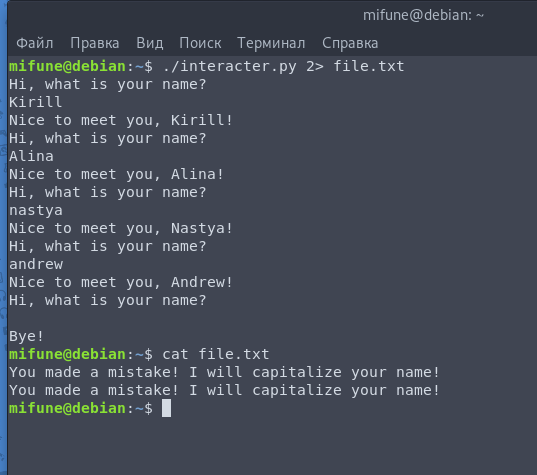 mifune@debian: ~
Файл Правка Вид Поиск Терминал Справка
mifune@debian:~$ ./interacter.py 2> file.txt
Hi, what is your name?
Kirill
Nice to meet you, Kirill!
Hi, what is your name?
Alina
Nice to meet you, Alina!
Hi, what is your name?
nastya
Nice to meet you, Nastya!
Hi, what is your name?
andrew
Nice to meet you, Andrew!
Hi, what is your name?
Bye!
mifune@debian:~$ cat file.txt
You made a mistake! I will capitalize your name!
You made a mistake! I will capitalize your name!
mifune@debian:~$